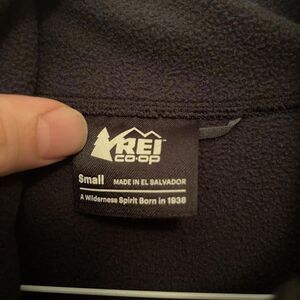 REI
CO·OP
Small MADE IN EL SALVADOR
A Wilderness Spirit Born in 1938